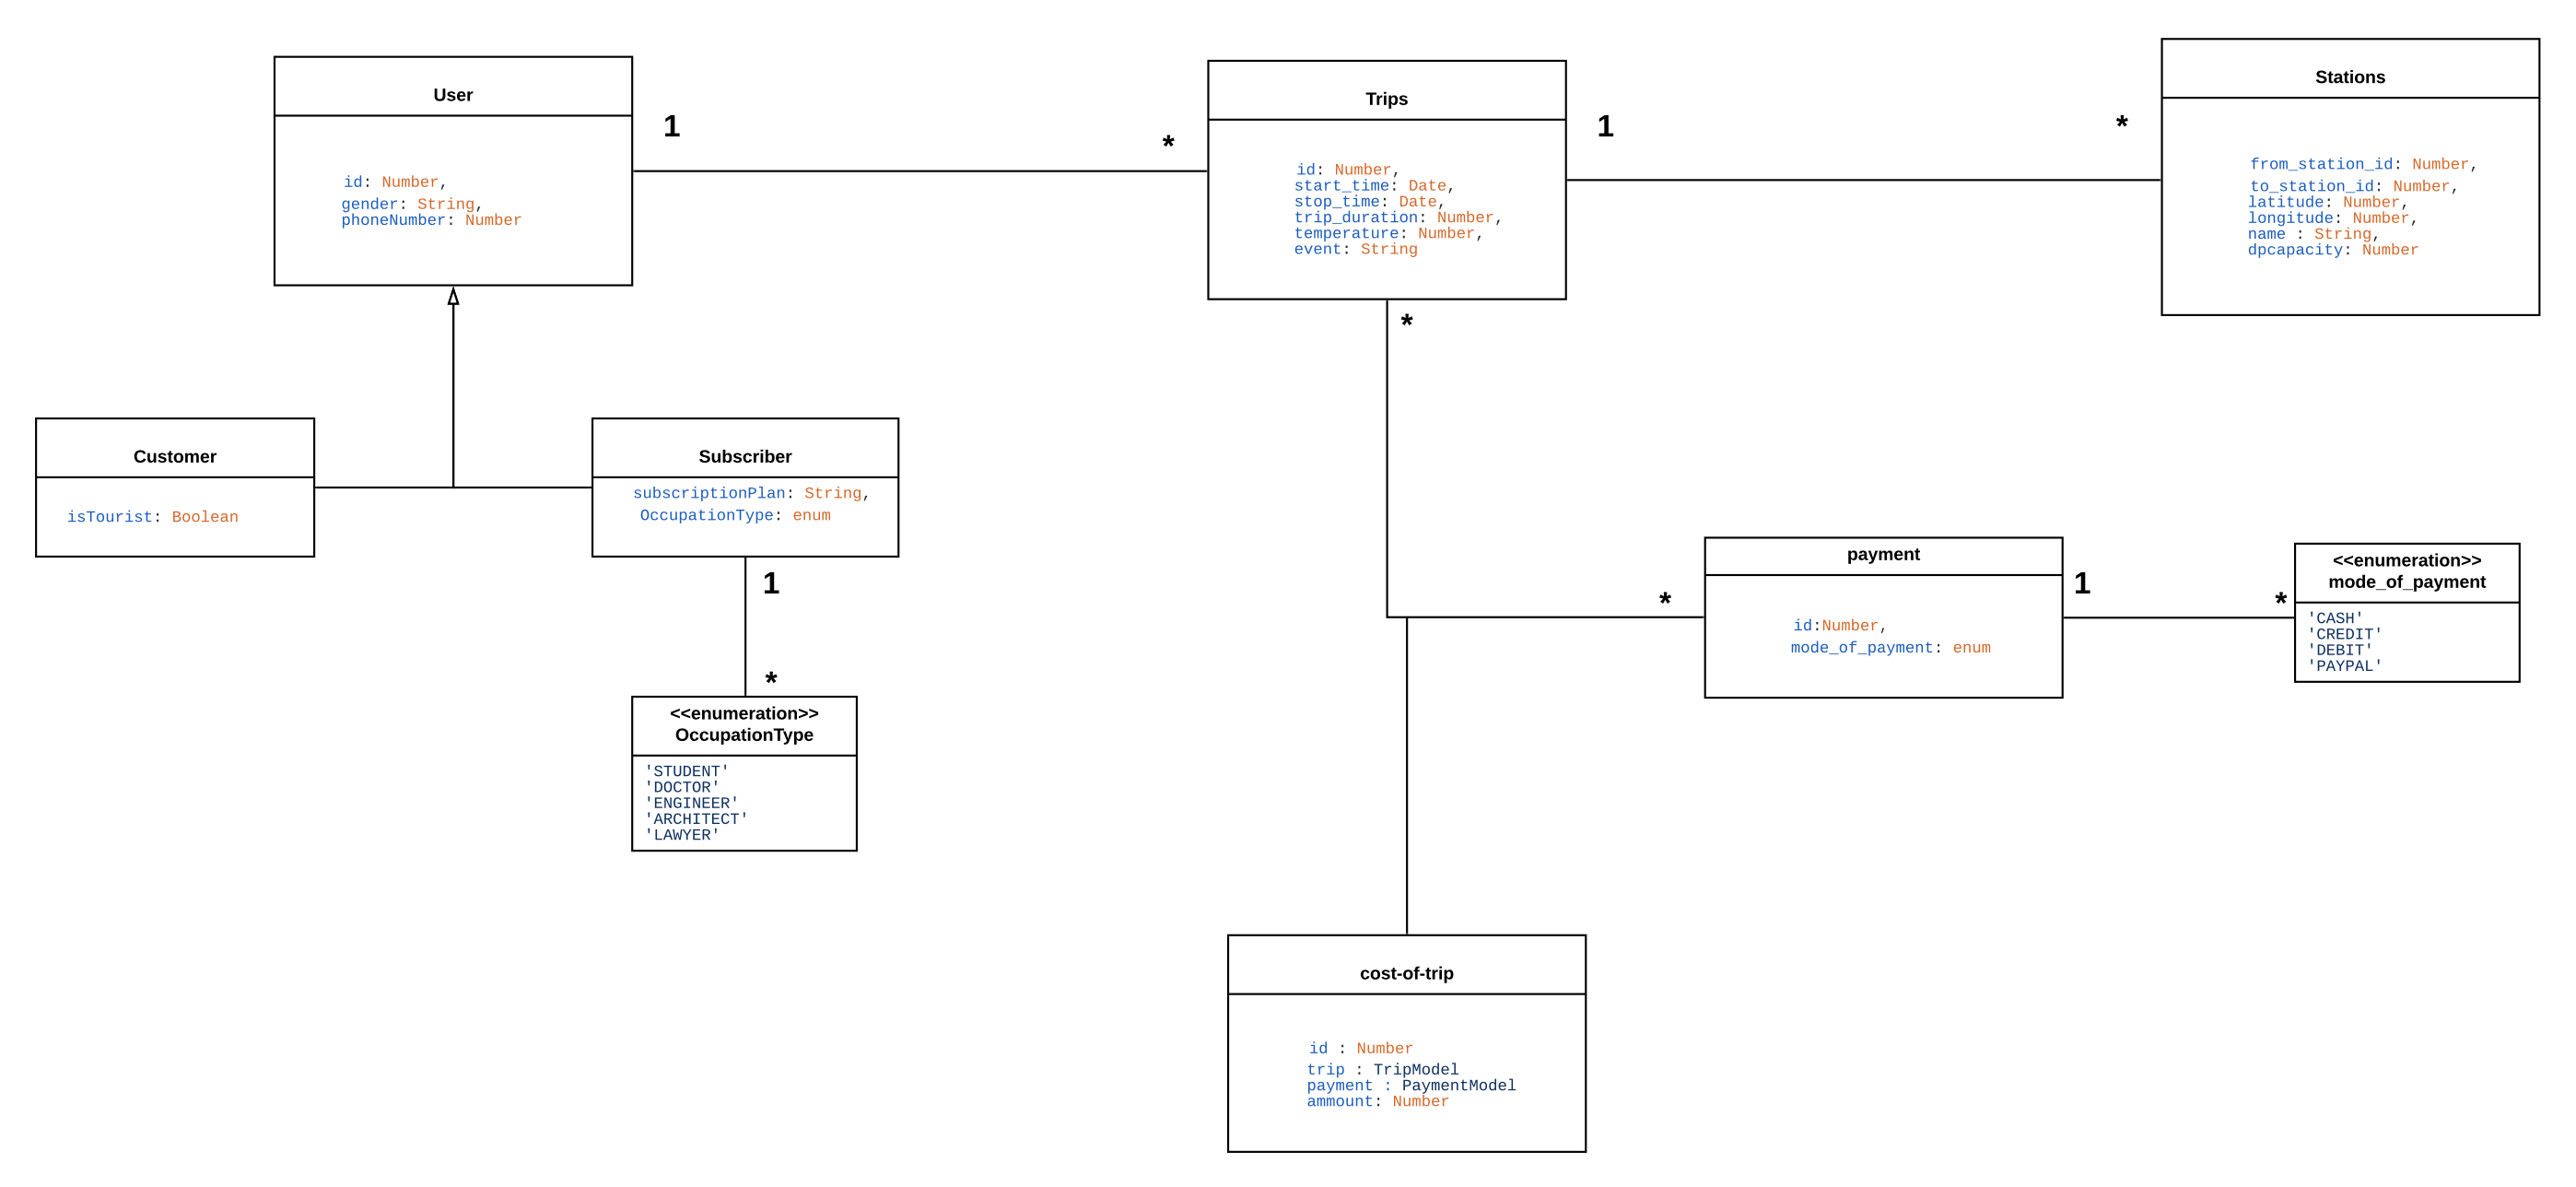 User
id: Number,
gender: String,
phoneNumber: Number
1
*
Trips
id: Number,
start_time: Date,
stop_time: Date,
trip_duration: Number,
temperature: Number,
event: String
1
*
Stations
from_station_id: Number,
to_station_id: Number,
latitude: Number,
longitude: Number,
name : String,
dpcapacity: Number
*
Customer
isTourist: Boolean
Subscriber
subscriptionPlan: String,
OccupationType: enum
1
*
<<enumeration>>
OccupationType
'STUDENT'
'DOCTOR'
'ENGINEER'
'ARCHITECT'
'LAWYER'
*
payment
id:Number,
mode_of_payment: enum
1
*
<<enumeration>>
mode_of_payment
'CASH'
'CREDIT'
'DEBIT'
'PAYPAL'
cost-of-trip
id : Number
trip : TripModel
payment : PaymentModel
ammount: Number